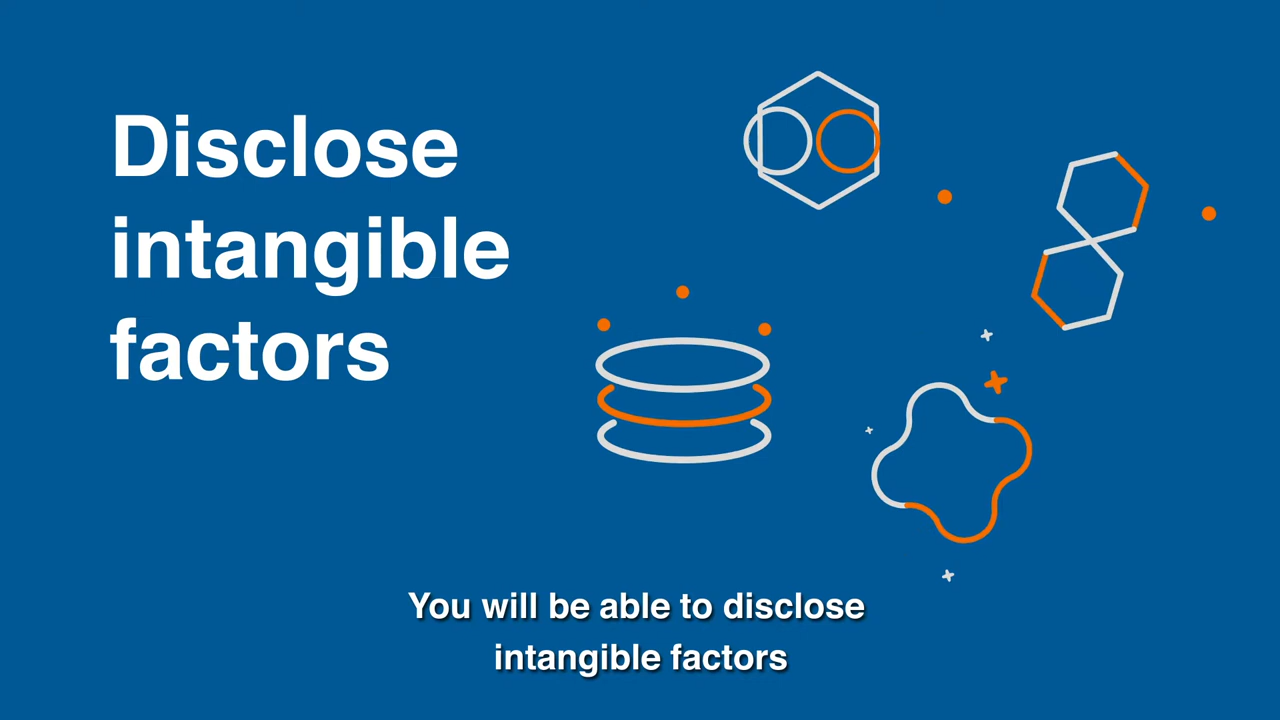 Disclose
intangible
factors
You will be able to disclose
intangible factors